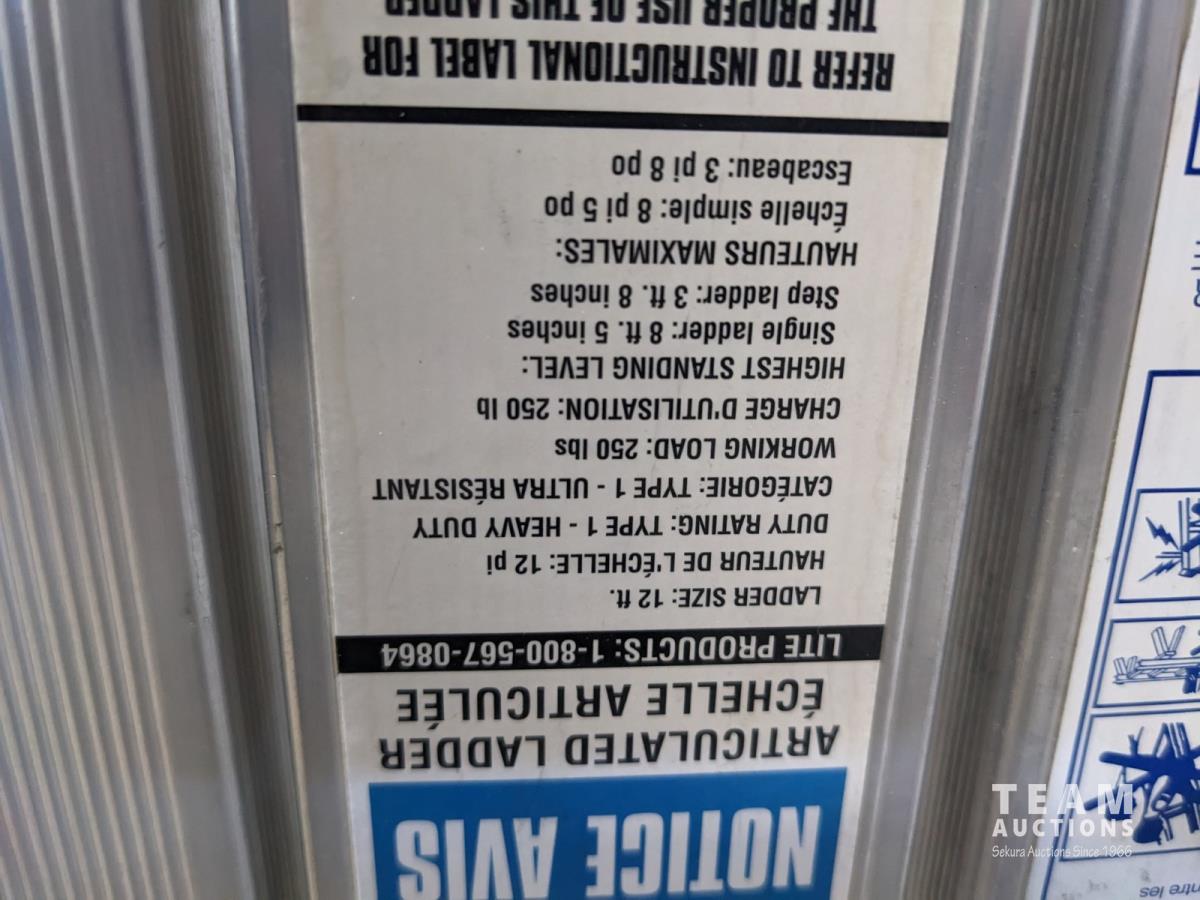 NOTICE AVIS
ARTICULATED LADDER
ÉCHELLE ARTICULÉE
LITE PRODUCTS: 1-800-567-0864
LADDER SIZE: 12 ft.
HAUTEUR DE L'ÉCHELLE: 12 pi
DUTY RATING: TYPE 1 - HEAVY DUTY
CATÉGORIE: TYPE 1 - ULTRA RÉSISTANT
WORKING LOAD: 250 lbs
CHARGE D'UTILISATION: 250 lb
HIGHEST STANDING LEVEL:
Single ladder: 8 ft. 5 inches
Step ladder: 3 ft. 8 inches
HAUTEURS MAXIMALES:
Échelle simple: 8 pi 5 po
Escabeau: 3 pi 8 po
REFER TO INSTRUCTIONAL LABEL FOR
THE PROPER USE OF THIS LADDER
TEAM
AUCTIONS
Sekura Auctions Since 1966